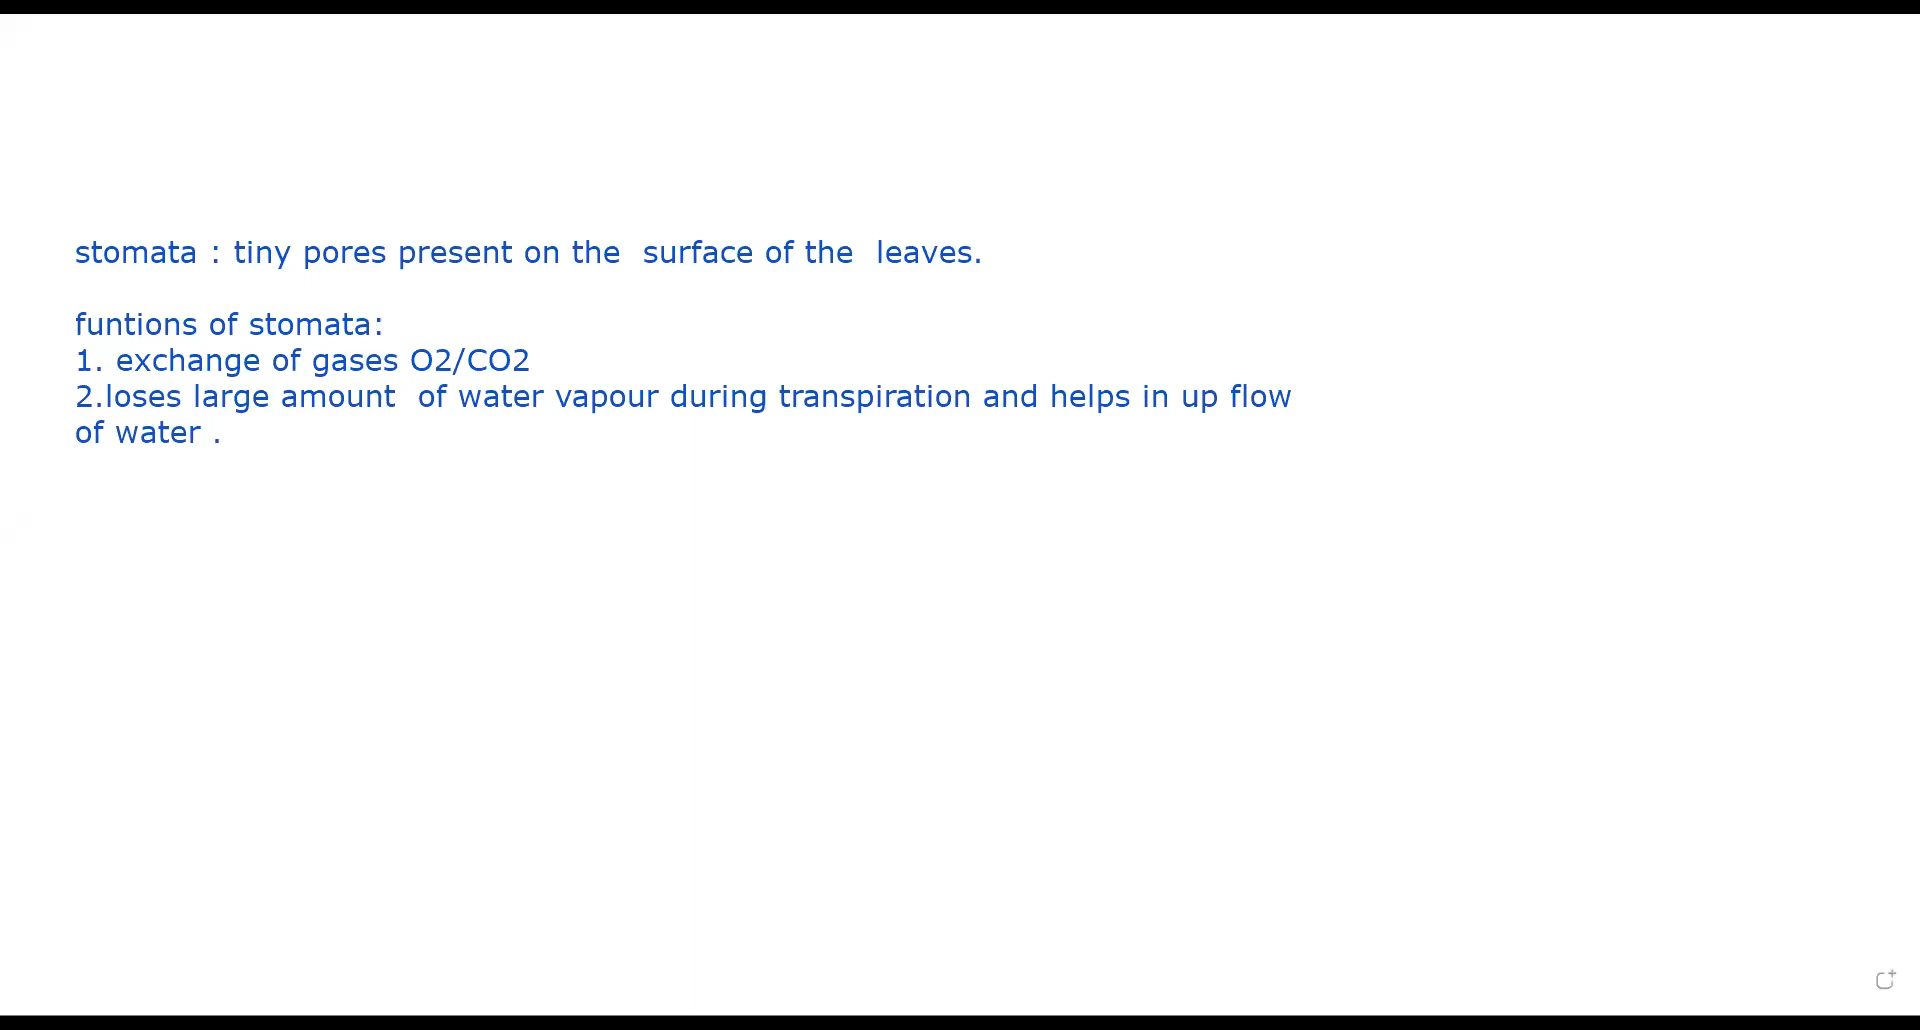 stomata : tiny pores present on the  surface of the  leaves.
funtions of stomata:
1. exchange of gases O2/CO2
2.loses large amount  of water vapour during transpiration and helps in up flow
of water .